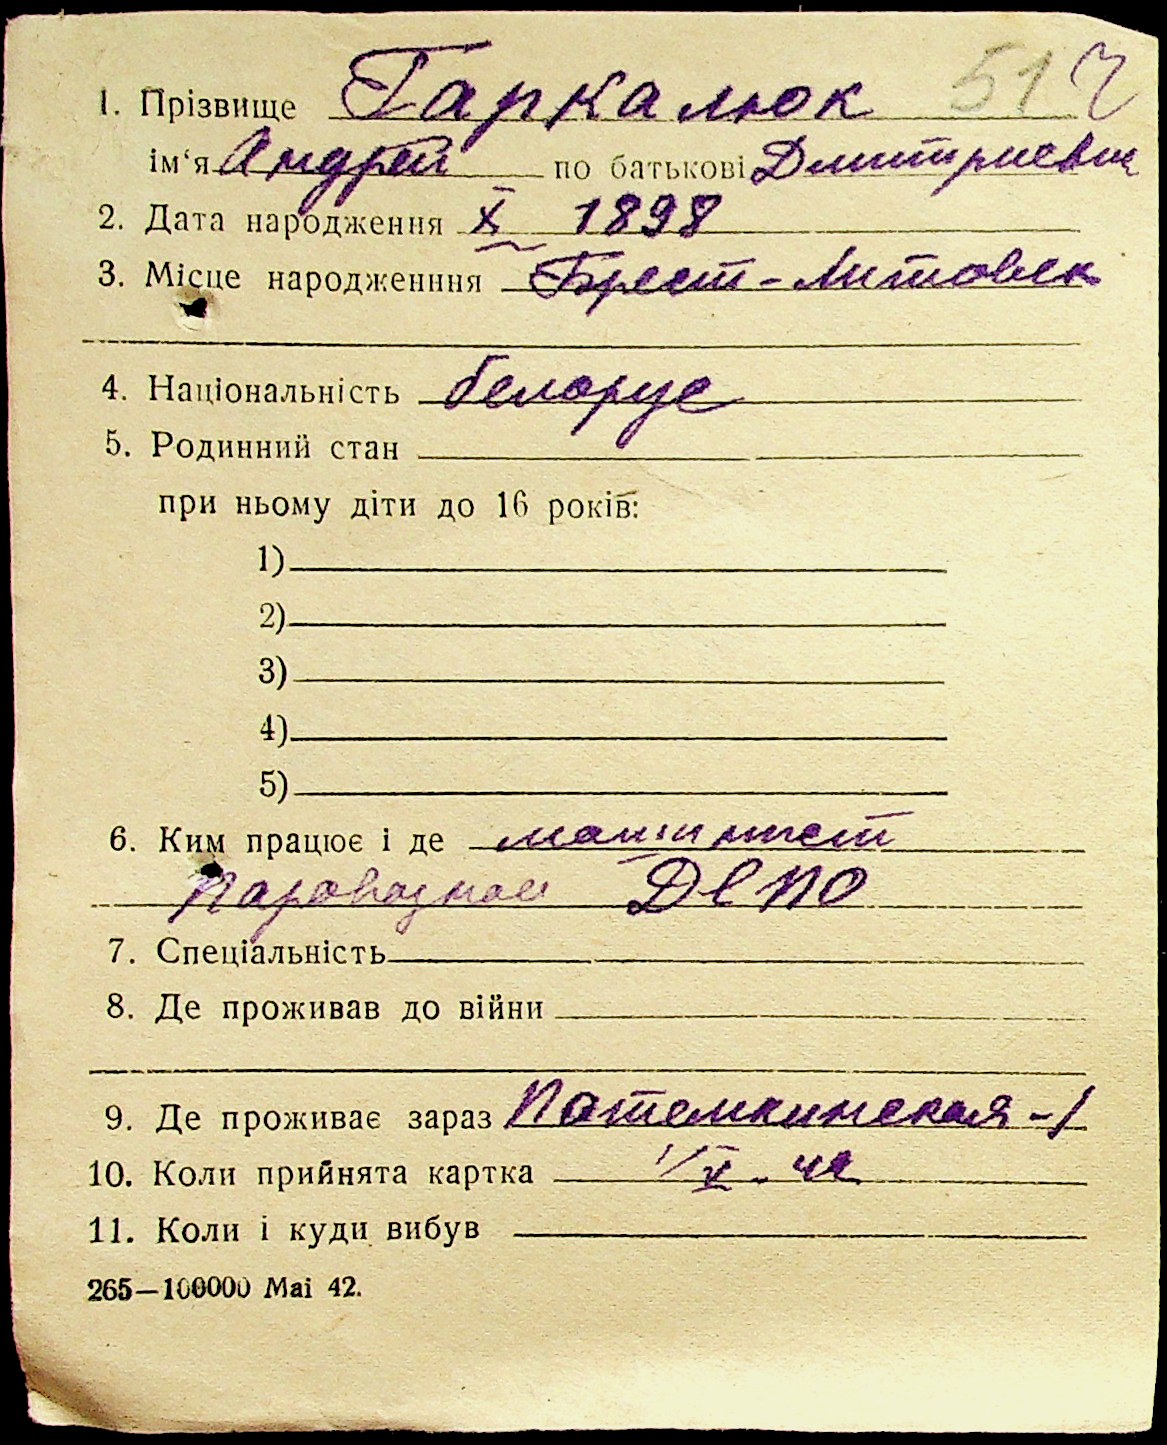 1. Прізвище Гаркалюк 51
ім'я Андрей по батькові Дмитриевич
2. Дата народження X 1898
3. Місце народженння Брест-Литовск
4. Національність белорус
5. Родинний стан
при ньому діти до 16 років:
1)
2)
3)
4)
5)
6. Ким працює і де машинист
Паровозное Депо
7. Спеціальність
8. Де проживав до війни
9. Де проживає зараз Потемкинская-1
10. Коли прийнята картка 1/V-42
11. Коли і куди вибув
265—100000 Mai 42.